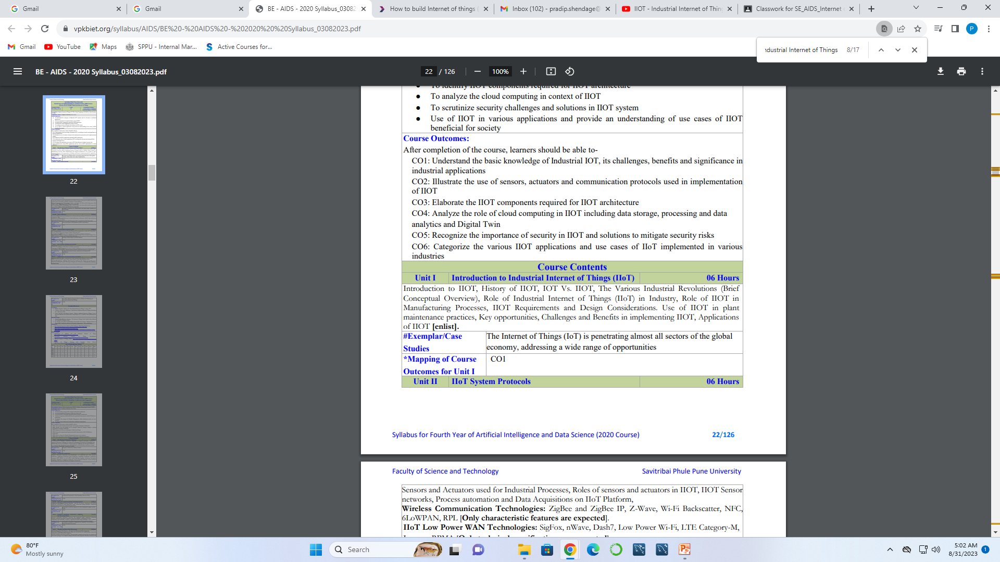 Gmail
Gmail
BE - AIDS - 2020 Syllabus_03082
How to build Internet of things
Inbox (102) - pradip.shendage@
IIOT - Industrial Internet of Thin
Classwork for SE_AIDS_Internet
vpkbiet.org/syllabus/AIDS/BE%20-%20AIDS%20-%202020%20%20Syllabus_03082023.pdf
P
Gmail
YouTube
Maps
SPPU - Internal Mar...
Active Courses for...
ndustrial Internet of Things 8/17
BE - AIDS - 2020 Syllabus_03082023.pdf
22 / 126
100%
22
23
24
25
To identify IIOT components required for IIOT architecture
● To analyze the cloud computing in context of IIOT
● To scrutinize security challenges and solutions in IIOT system
● Use of IIOT in various applications and provide an understanding of use cases of IIOT
beneficial for society
Course Outcomes:
After completion of the course, learners should be able to-
CO1: Understand the basic knowledge of Industrial IOT, its challenges, benefits and significance in
industrial applications
CO2: Illustrate the use of sensors, actuators and communication protocols used in implementation
of IIOT
CO3: Elaborate the IIOT components required for IIOT architecture
CO4: Analyze the role of cloud computing in IIOT including data storage, processing and data
analytics and Digital Twin
CO5: Recognize the importance of security in IIOT and solutions to mitigate security risks
CO6: Categorize the various IIOT applications and use cases of IIoT implemented in various
industries
Course Contents
Unit I Introduction to Industrial Internet of Things (IIoT) 06 Hours
Introduction to IIOT, History of IIOT, IOT Vs. IIOT, The Various Industrial Revolutions (Brief
Conceptual Overview), Role of Industrial Internet of Things (IIoT) in Industry, Role of IIOT in
Manufacturing Processes, IIOT Requirements and Design Considerations. Use of IIOT in plant
maintenance practices, Key opportunities, Challenges and Benefits in implementing IIOT, Applications
of IIOT [enlist].
#Exemplar/Case
Studies
The Internet of Things (IoT) is penetrating almost all sectors of the global
economy, addressing a wide range of opportunities
*Mapping of Course
Outcomes for Unit I
CO1
Unit II IIoT System Protocols 06 Hours
Syllabus for Fourth Year of Artificial Intelligence and Data Science (2020 Course) 22/126
Faculty of Science and Technology Savitribai Phule Pune University
Sensors and Actuators used for Industrial Processes, Roles of sensors and actuators in IIOT, IIOT Sensor
networks, Process automation and Data Acquisitions on IIoT Platform,
Wireless Communication Technologies: ZigBee and ZigBee IP, Z-Wave, Wi-Fi Backscatter, NFC,
6LoWPAN, RPL [Only characteristic features are expected].
IIoT Low Power WAN Technologies: SigFox, nWave, Dash7, Low Power Wi-Fi, LTE Category-M,
80°F
Mostly sunny
Search
5:02 AM
8/31/2023
1